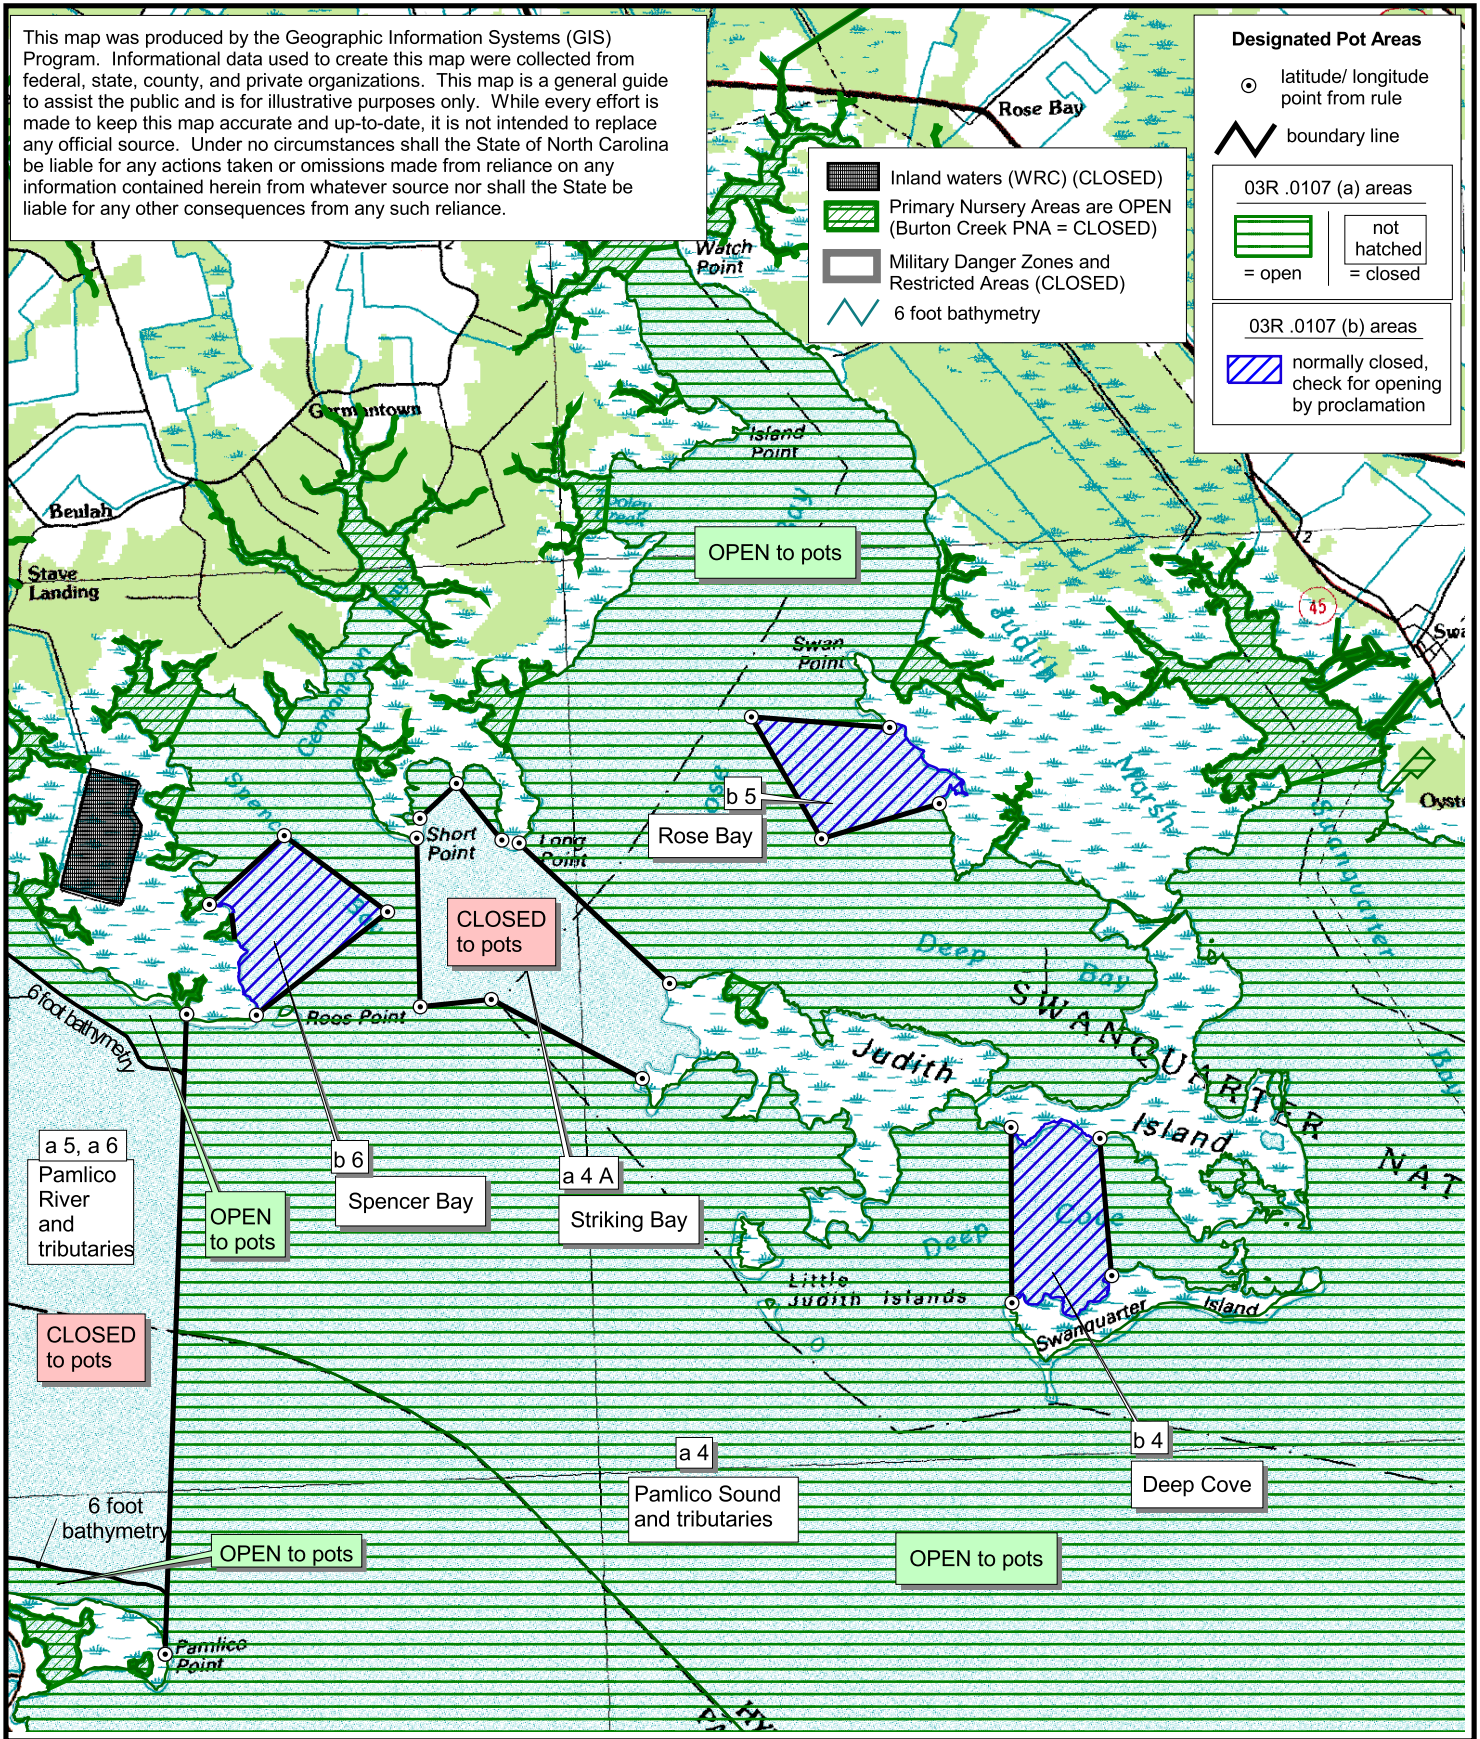 This map was produced by the Geographic Information Systems (GIS)
Program. Informational data used to create this map were collected from
federal, state, county, and private organizations. This map is a general guide
to assist the public and is for illustrative purposes only. While every effort is
made to keep this map accurate and up-to-date, it is not intended to replace
any official source. Under no circumstances shall the State of North Carolina
be liable for any actions taken or omissions made from reliance on any
information contained herein from whatever source nor shall the State be
liable for any other consequences from any such reliance.
Designated Pot Areas
latitude/ longitude
point from rule
boundary line
03R .0107 (a) areas
not
hatched
= open
= closed
03R .0107 (b) areas
normally closed,
check for opening
by proclamation
Inland waters (WRC) (CLOSED)
Primary Nursery Areas are OPEN
(Burton Creek PNA = CLOSED)
Military Danger Zones and
Restricted Areas (CLOSED)
6 foot bathymetry
Rose Bay
Watch
Point
Germantown
Island
Point
Beulah
Tooley
Creek
Bay
OPEN to pots
Stave
Landing
12
45
Swan
Point
Judith
Marsh
Germantown
Spencer
Bay
Oyst
Swanquarter
Bay
b 5
Rose Bay
Short
Point
Long
Point
CLOSED
to pots
Deep
Bay
SWANQUARTER
NAT
Roos Point
6 foot bathymetry
Judith
Island
a 5, a 6
Pamlico
River
and
tributaries
b 6
Spencer Bay
a 4 A
Striking Bay
OPEN
to pots
Deep
Cove
Little
Judith Islands
Swanquarter
Island
CLOSED
to pots
b 4
Deep Cove
a 4
Pamlico Sound
and tributaries
6 foot
bathymetry
OPEN to pots
OPEN to pots
Pamlico
Point